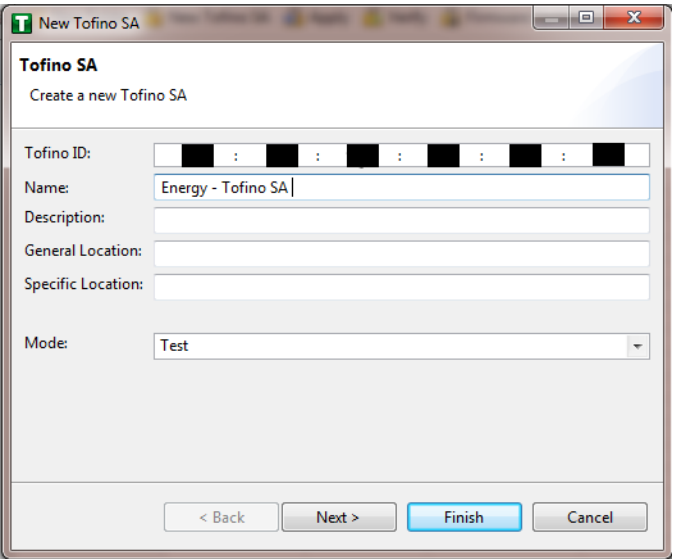 New Tofino SA
Tofino SA
Create a new Tofino SA
Tofino ID: : : : : :
Name: Energy - Tofino SA
Description:
General Location:
Specific Location:
Mode: Test
< Back Next > Finish Cancel